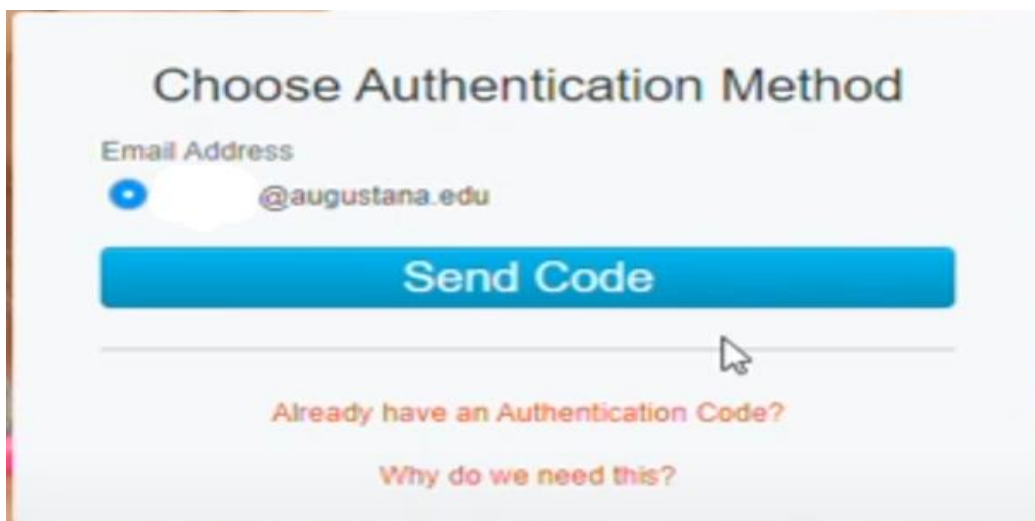 Choose Authentication Method
Email Address
@augustana.edu
Send Code
Already have an Authentication Code?
Why do we need this?